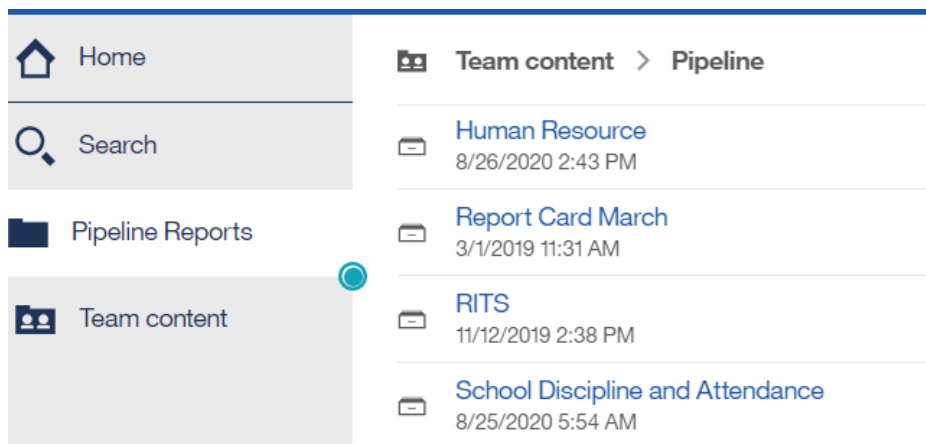 Home
Search
Pipeline Reports
Team content
Team content > Pipeline
Human Resource
8/26/2020 2:43 PM
Report Card March
3/1/2019 11:31 AM
RITS
11/12/2019 2:38 PM
School Discipline and Attendance
8/25/2020 5:54 AM